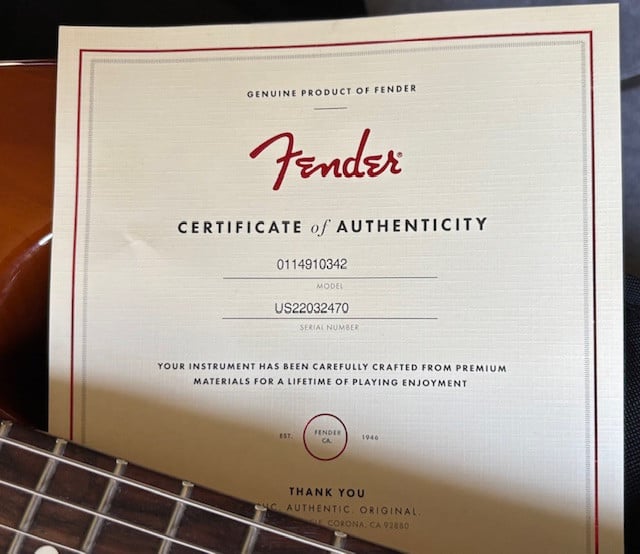 GENUINE PRODUCT OF FENDER
Fender®
CERTIFICATE of AUTHENTICITY
0114910342
MODEL
US22032470
SERIAL NUMBER
YOUR INSTRUMENT HAS BEEN CAREFULLY CRAFTED FROM PREMIUM
MATERIALS FOR A LIFETIME OF PLAYING ENJOYMENT
EST. FENDER CA. 1946
THANK YOU
AUTHENTIC. ORIGINAL.
CORONA, CA 92880